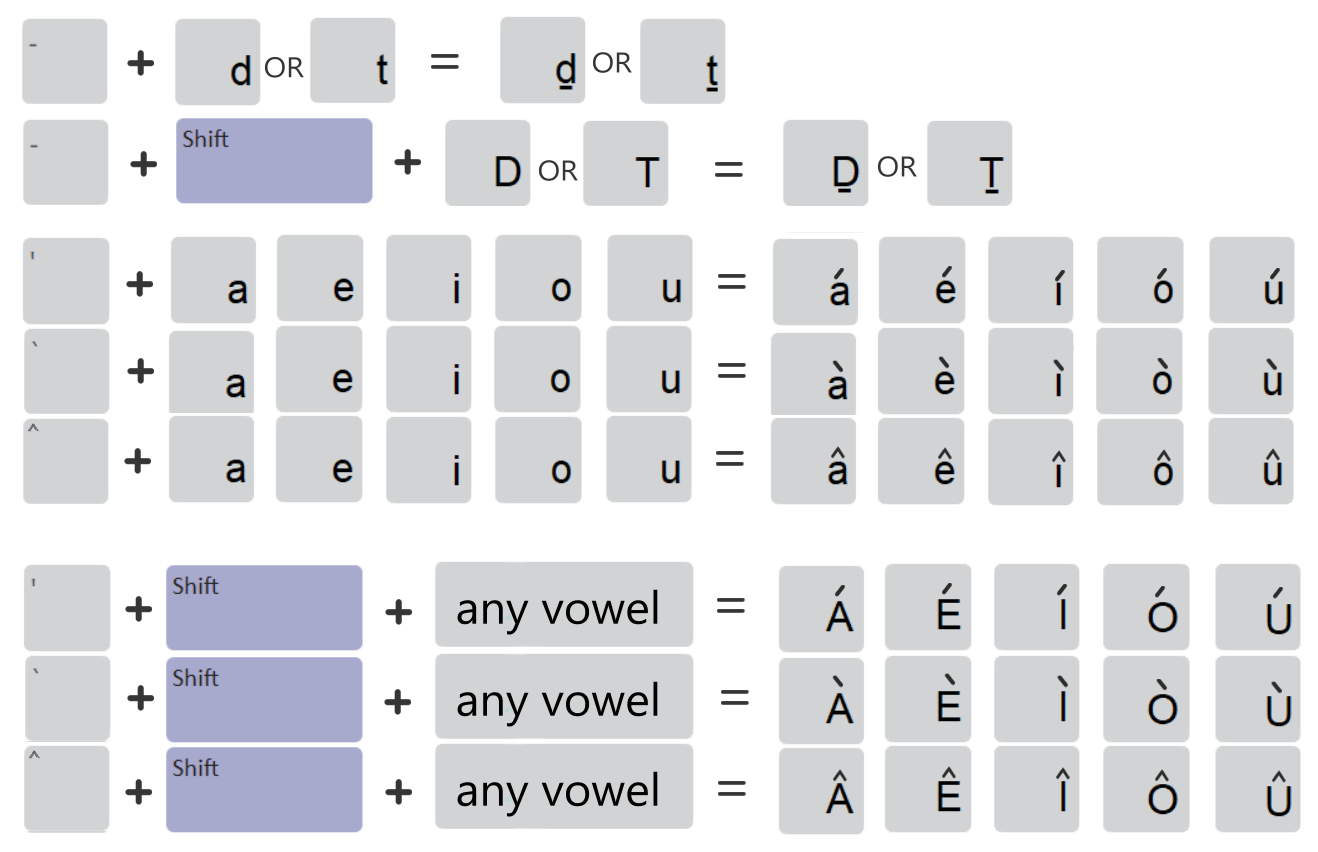 - + d OR t = ḏ OR ṯ
- + Shift + D OR T = Ḏ OR Ṯ
' + a e i o u = á é í ó ú
` + a e i o u = à è ì ò ù
^ + a e i o u = â ê î ô û
' + Shift + any vowel = Á É Í Ó Ú
` + Shift + any vowel = À È Ì Ò Ù
^ + Shift + any vowel = Â Ê Î Ô Û